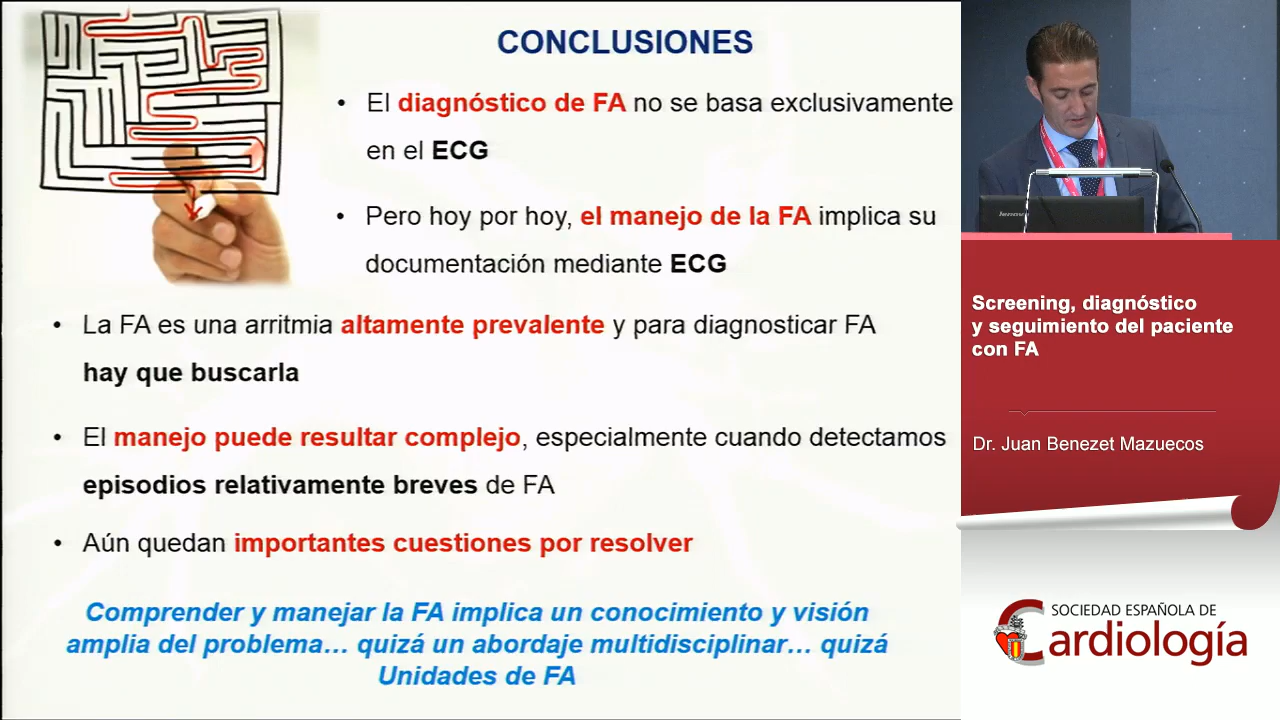 CONCLUSIONES
• El diagnóstico de FA no se basa exclusivamente
en el ECG
• Pero hoy por hoy, el manejo de la FA implica su
documentación mediante ECG
• La FA es una arritmia altamente prevalente y para diagnosticar FA
hay que buscarla
• El manejo puede resultar complejo, especialmente cuando detectamos
episodios relativamente breves de FA
• Aún quedan importantes cuestiones por resolver
Comprender y manejar la FA implica un conocimiento y visión
amplia del problema… quizá un abordaje multidisciplinar… quizá
Unidades de FA
lenovo
Screening, diagnóstico
y seguimiento del paciente
con FA
Dr. Juan Benezet Mazuecos
SOCIEDAD ESPAÑOLA DE
Cardiología